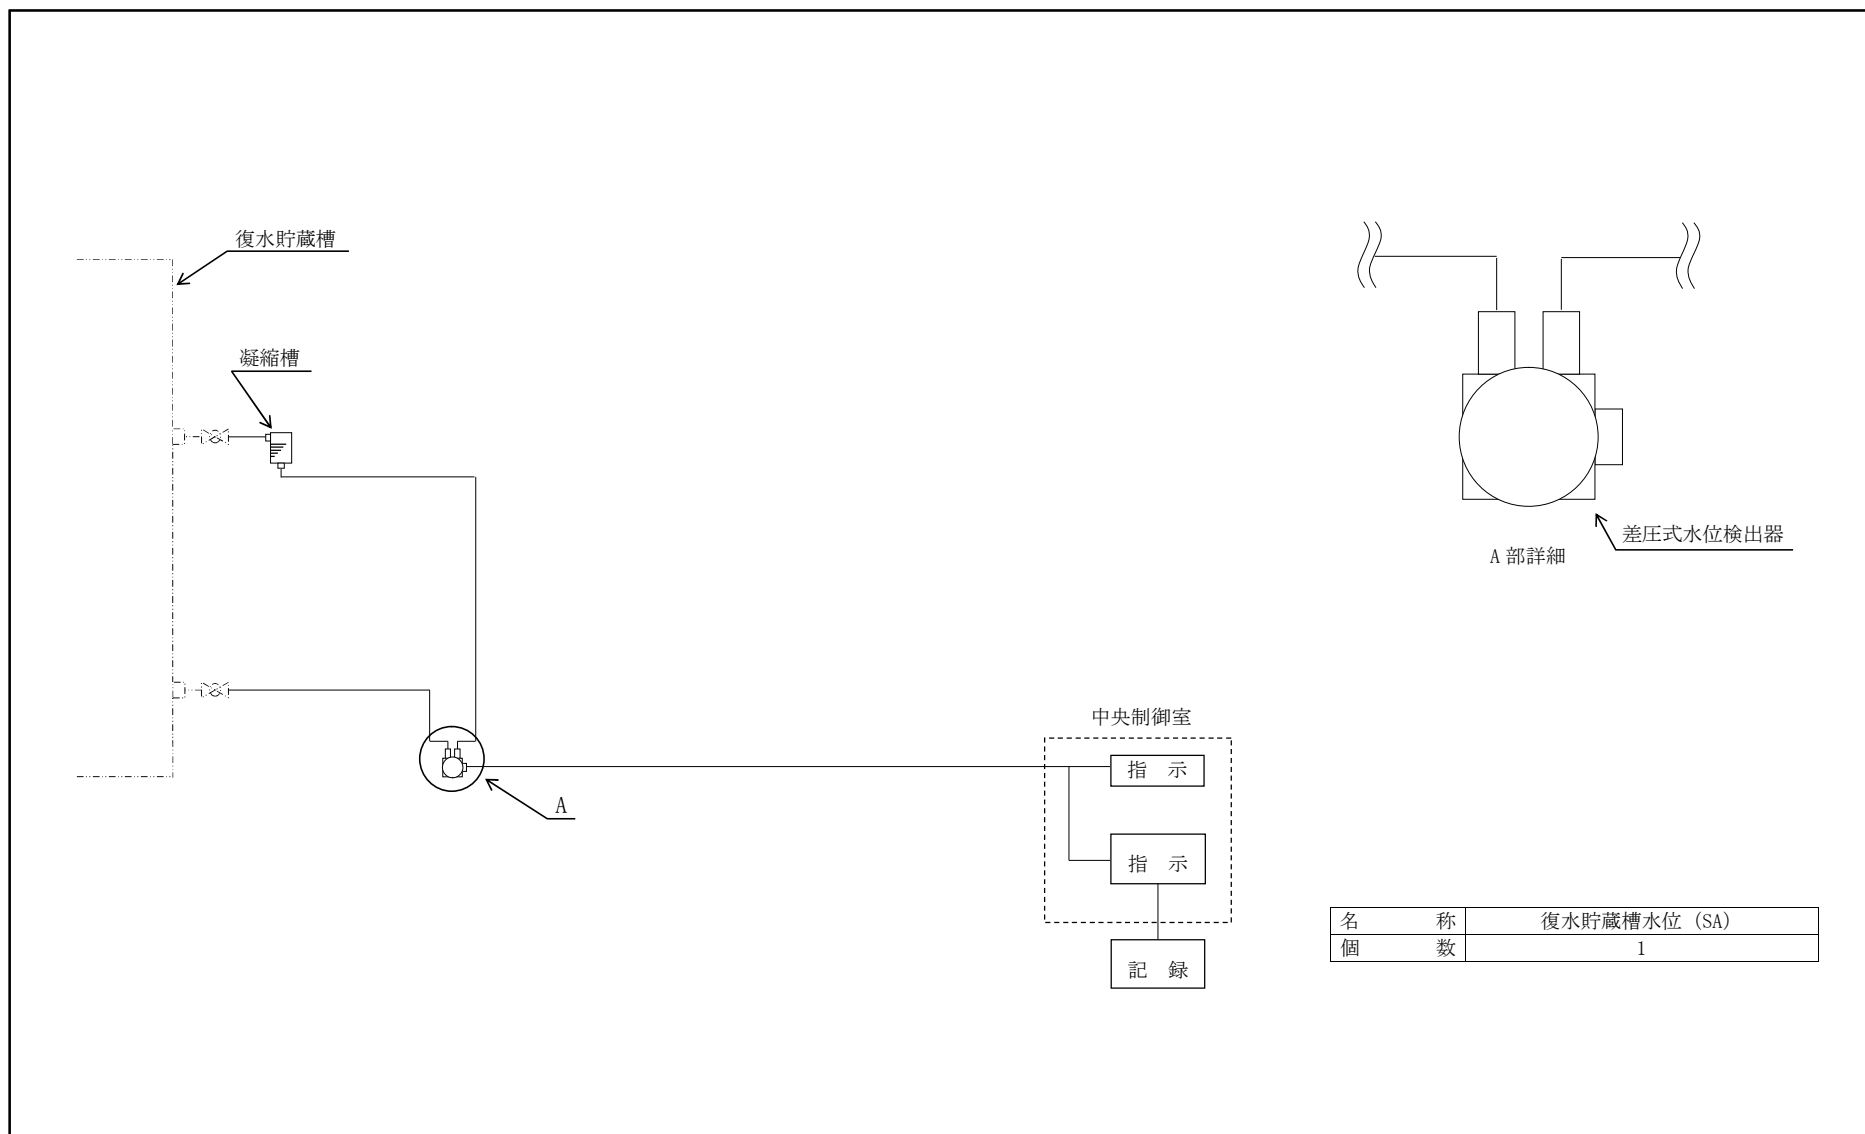 復水貯蔵槽
凝縮槽
差圧式水位検出器
A 部詳細
中央制御室
指 示
A
指 示
名 称 復水貯蔵槽水位 (SA)
個 数 1
記 録